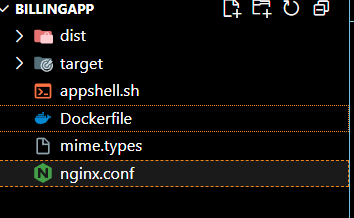 BILLINGAPP
dist
target
appshell.sh
Dockerfile
mime.types
nginx.conf